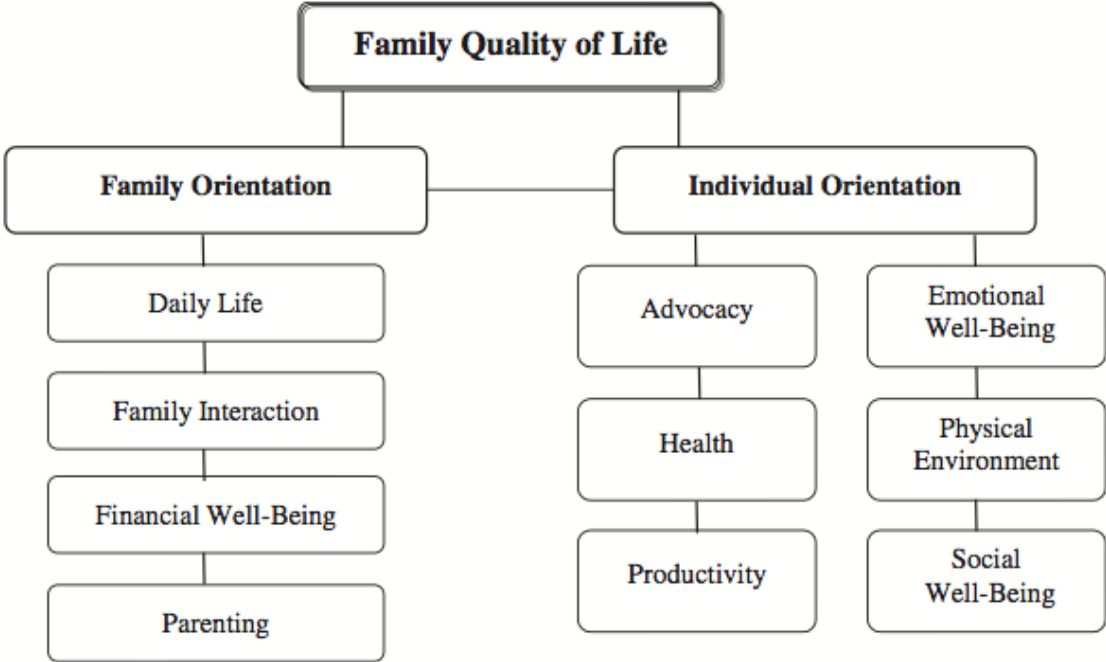 Family Quality of Life
Family Orientation
Individual Orientation
Daily Life
Family Interaction
Financial Well-Being
Parenting
Advocacy
Health
Productivity
Emotional
Well-Being
Physical
Environment
Social
Well-Being